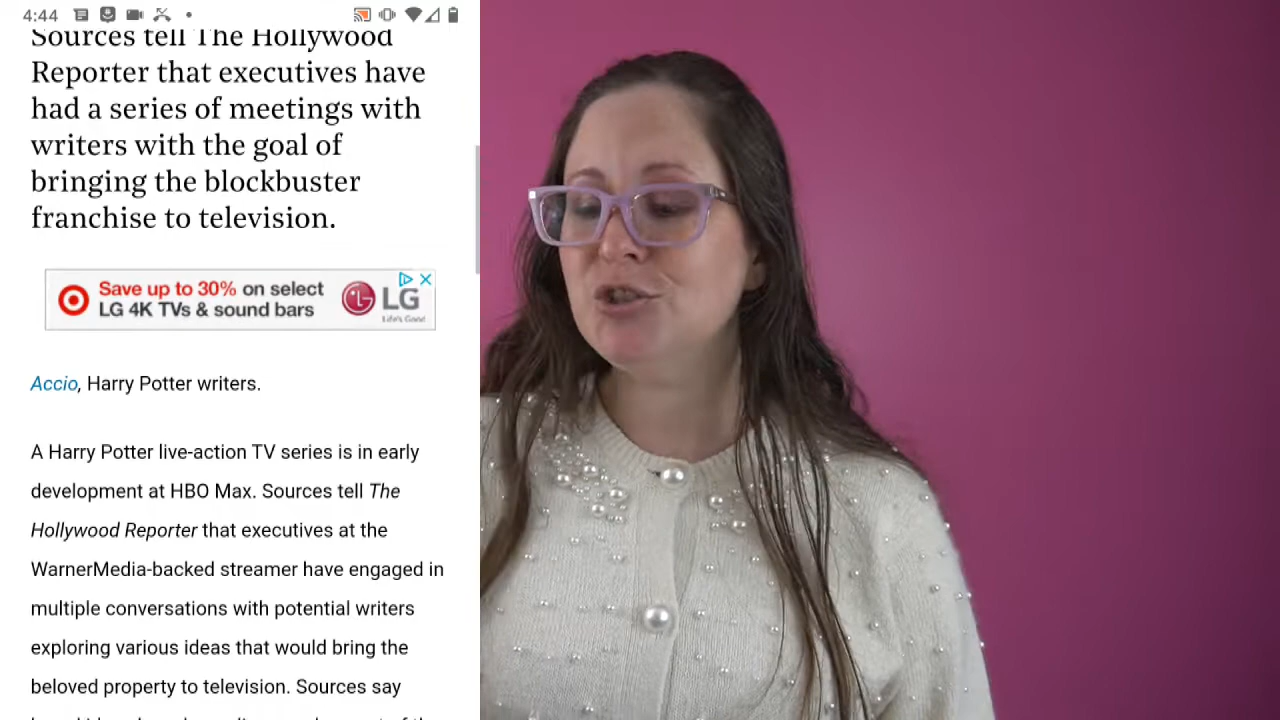 4:44
Sources tell The Hollywood
Reporter that executives have
had a series of meetings with
writers with the goal of
bringing the blockbuster
franchise to television.
Save up to 30% on select
LG 4K TVs & sound bars
LG
Life's Good
Accio, Harry Potter writers.
A Harry Potter live-action TV series is in early
development at HBO Max. Sources tell The
Hollywood Reporter that executives at the
WarnerMedia-backed streamer have engaged in
multiple conversations with potential writers
exploring various ideas that would bring the
beloved property to television. Sources say